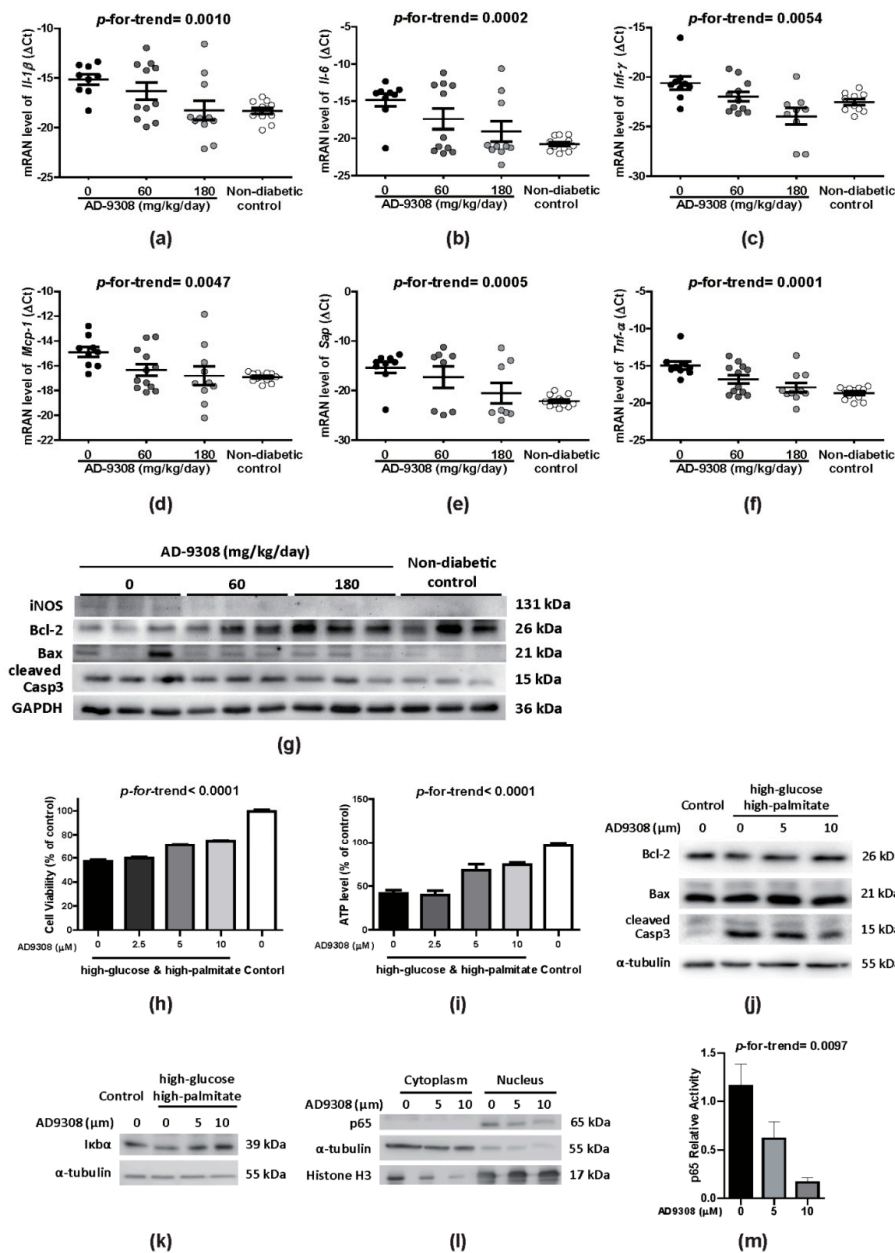 p-for-trend= 0.0010
mRAN level of Il-1β (ΔCt)
-10
-15
-20
-25
0 60 180 Non-diabetic control
AD-9308 (mg/kg/day)
(a)
p-for-trend= 0.0002
mRAN level of Il-6 (ΔCt)
-5
-10
-15
-20
-25
0 60 180 Non-diabetic control
AD-9308 (mg/kg/day)
(b)
p-for-trend= 0.0054
mRAN level of Inf-γ (ΔCt)
-15
-20
-25
-30
0 60 180 Non-diabetic control
AD-9308 (mg/kg/day)
(c)
p-for-trend= 0.0047
mRAN level of Mcp-1 (ΔCt)
-10
-12
-14
-16
-18
-20
-22
0 60 180 Non-diabetic control
AD-9308 (mg/kg/day)
(d)
p-for-trend= 0.0005
mRAN level of Sap (ΔCt)
0
-10
-20
-30
0 60 180 Non-diabetic control
AD-9308 (mg/kg/day)
(e)
p-for-trend= 0.0001
mRAN level of Tnf-α (ΔCt)
-5
-10
-15
-20
-25
0 60 180 Non-diabetic control
AD-9308 (mg/kg/day)
(f)
AD-9308 (mg/kg/day)
Non-diabetic
control
0 60 180
iNOS 131 kDa
Bcl-2 26 kDa
Bax 21 kDa
cleaved
Casp3 15 kDa
GAPDH 36 kDa
(g)
p-for-trend< 0.0001
Cell Viability (% of control)
100
80
60
40
20
0
AD9308 (μM) 0 2.5 5 10 0
high-glucose & high-palmitate Contorl
(h)
p-for-trend< 0.0001
ATP level (% of control)
150
100
50
0
AD9308 (μM) 0 2.5 5 10 0
high-glucose & high-palmitate Control
(i)
high-glucose
Control high-palmitate
AD9308 (μm) 0 0 5 10
Bcl-2 26 kD
Bax 21 kDa
cleaved
Casp3 15 kDa
α-tubulin 55 kDa
(j)
high-glucose
Control high-palmitate
AD9308 (μm) 0 0 5 10
Iκbα 39 kDa
α-tubulin 55 kDa
(k)
Cytoplasm Nucleus
AD9308 (μm) 0 5 10 0 5 10
p65 65 kDa
α-tubulin 55 kDa
Histone H3 17 kDa
(l)
p-for-trend= 0.0097
p65 Relative Activity
1.5
1.0
0.5
0.0
AD9308 (μM) 0 5 10
(m)